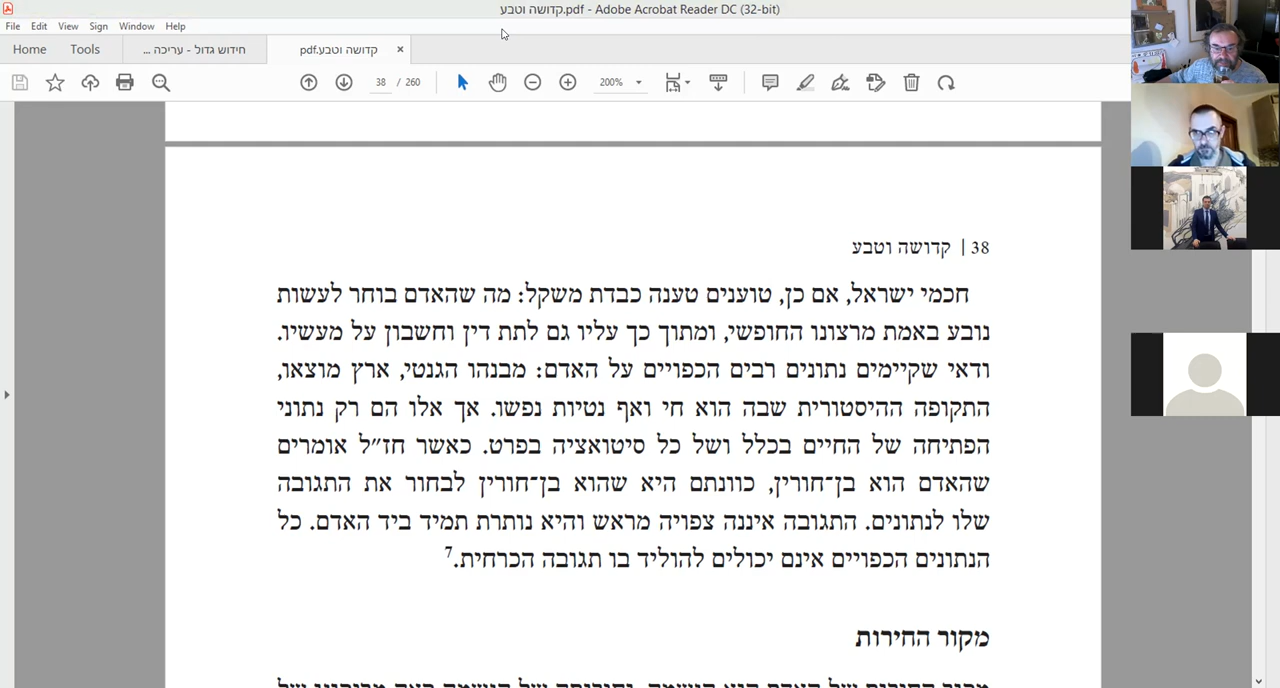 קדושה וטבע.pdf - Adobe Acrobat Reader DC (32-bit)
File Edit View Sign Window Help
Home Tools חידוש גדול - עריכה ... קדושה וטבע.pdf ×
38 / 260 200%
38 | קדושה וטבע
חכמי ישראל, אם כן, טוענים טענה כבדת משקל: מה שהאדם בוחר לעשות
נובע באמת מרצונו החופשי, ומתוך כך עליו גם לתת דין וחשבון על מעשיו.
ודאי שקיימים נתונים רבים הכפויים על האדם: מבנהו הגנטי, ארץ מוצאו,
התקופה ההיסטורית שבה הוא חי ואף נטיות נפשו. אך אלו הם רק נתוני
הפתיחה של החיים בכלל ושל כל סיטואציה בפרט. כאשר חז״ל אומרים
שהאדם הוא בן־חורין, כוונתם היא שהוא בן־חורין לבחור את התגובה
שלו לנתונים. התגובה איננה צפויה מראש והיא נותרת תמיד ביד האדם. כל
הנתונים הכפויים אינם יכולים להוליד בו תגובה הכרחית.7
מקור החירות